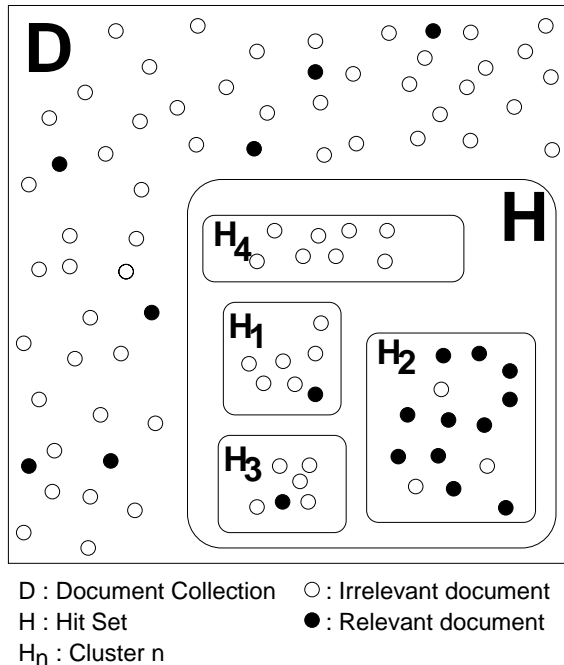 D
H
H4
H1
H2
H3
D : Document Collection
○ : Irrelevant document
H : Hit Set
● : Relevant document
Hn : Cluster n